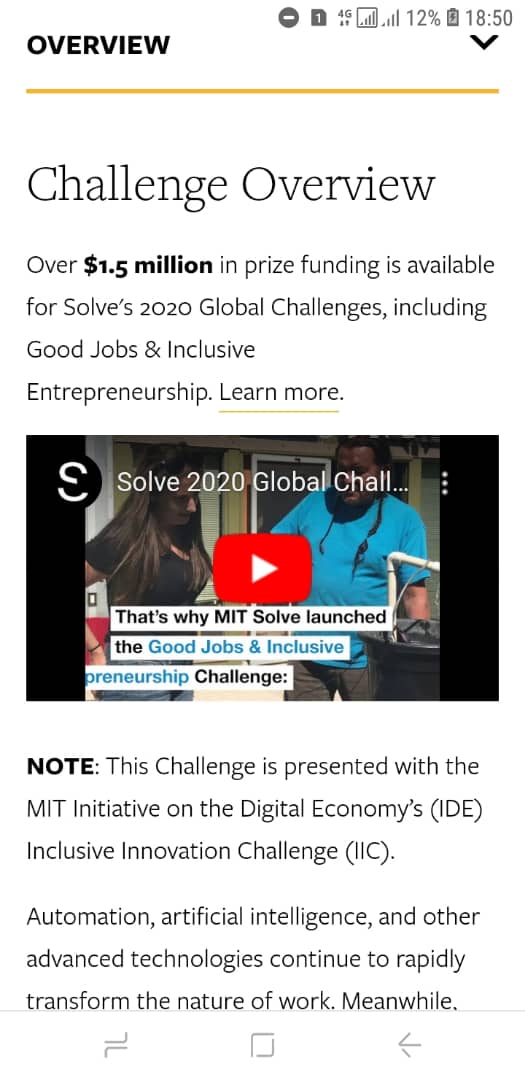 1 4G 12% 18:50
OVERVIEW
Challenge Overview
Over $1.5 million in prize funding is available
for Solve's 2020 Global Challenges, including
Good Jobs & Inclusive
Entrepreneurship. Learn more.
Solve 2020 Global Chall...
That's why MIT Solve launched
the Good Jobs & Inclusive
preneurship Challenge:
NOTE: This Challenge is presented with the
MIT Initiative on the Digital Economy’s (IDE)
Inclusive Innovation Challenge (IIC).
Automation, artificial intelligence, and other
advanced technologies continue to rapidly
transform the nature of work. Meanwhile,